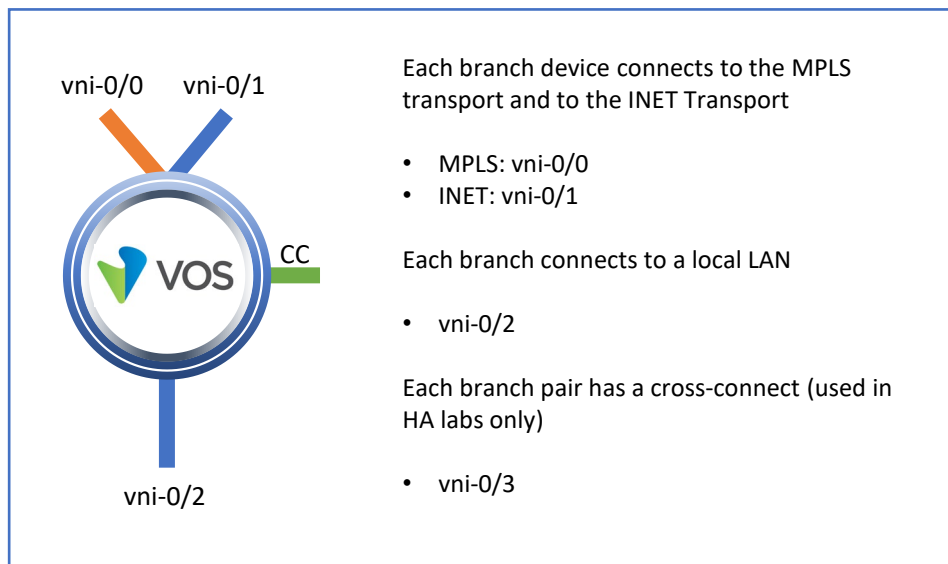 vni-0/0
vni-0/1
CC
VOS
vni-0/2
Each branch device connects to the MPLS
transport and to the INET Transport
• MPLS: vni-0/0
• INET: vni-0/1
Each branch connects to a local LAN
• vni-0/2
Each branch pair has a cross-connect (used in
HA labs only)
• vni-0/3